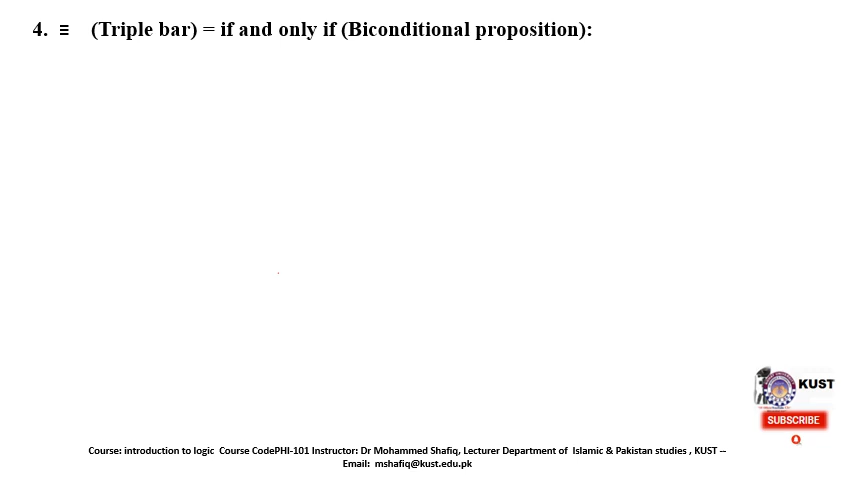 4. ≡ (Triple bar) = if and only if (Biconditional proposition):
KUST
SUBSCRIBE
Course: introduction to logic Course CodePHI-101 Instructor: Dr Mohammed Shafiq, Lecturer Department of Islamic & Pakistan studies , KUST --
Email: mshafiq@kust.edu.pk